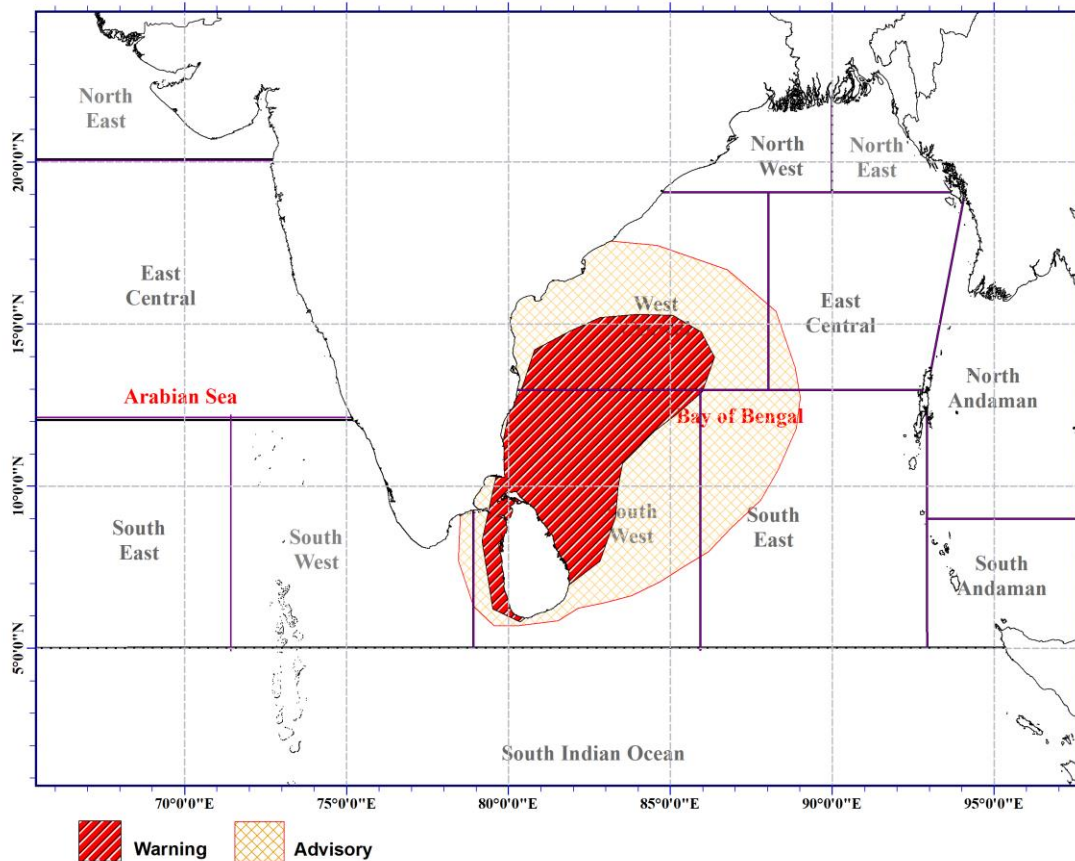 North
East
North
West
North
East
20°0'0"N
East
Central
West
East
Central
15°0'0"N
Arabian Sea
Bay of Bengal
North
Andaman
10°0'0"N
South
East
South
West
South
West
South
East
South
Andaman
5°0'0"N
South Indian Ocean
70°0'0"E 75°0'0"E 80°0'0"E 85°0'0"E 90°0'0"E 95°0'0"E
Warning Advisory